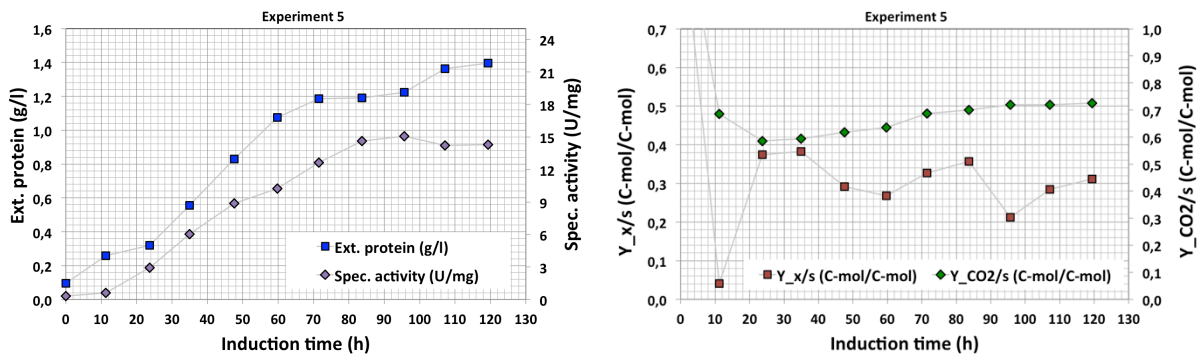 Experiment 5
1,6
1,4
1,2
1,0
0,8
0,6
0,4
0,2
0,0
Ext. protein (g/l)
24
21
18
15
12
9
6
3
0
Spec. activity (U/mg)
Ext. protein (g/l)
Spec. activity (U/mg)
0 10 20 30 40 50 60 70 80 90 100 110 120 130
Induction time (h)
Experiment 5
0,7
0,6
0,5
0,4
0,3
0,2
0,1
0,0
Y_x/s (C-mol/C-mol)
1,0
0,9
0,8
0,7
0,6
0,5
0,4
0,3
0,2
0,1
0,0
Y_CO2/s (C-mol/C-mol)
Y_x/s (C-mol/C-mol) Y_CO2/s (C-mol/C-mol)
0 10 20 30 40 50 60 70 80 90 100 110 120 130
Induction time (h)